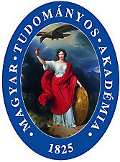 MAGYAR · TUDOMÁNYOS · AKADÉMIA
1825